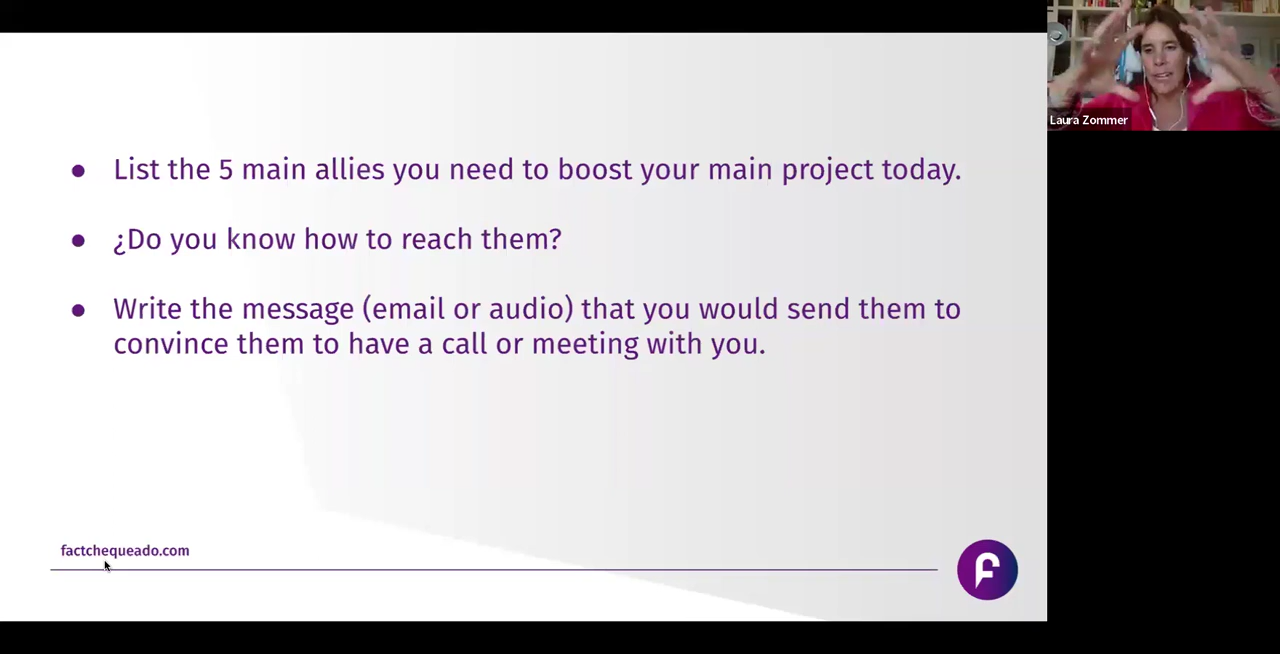 Laura Zommer
● List the 5 main allies you need to boost your main project today.
● ¿Do you know how to reach them?
● Write the message (email or audio) that you would send them to
convince them to have a call or meeting with you.
factchequeado.com